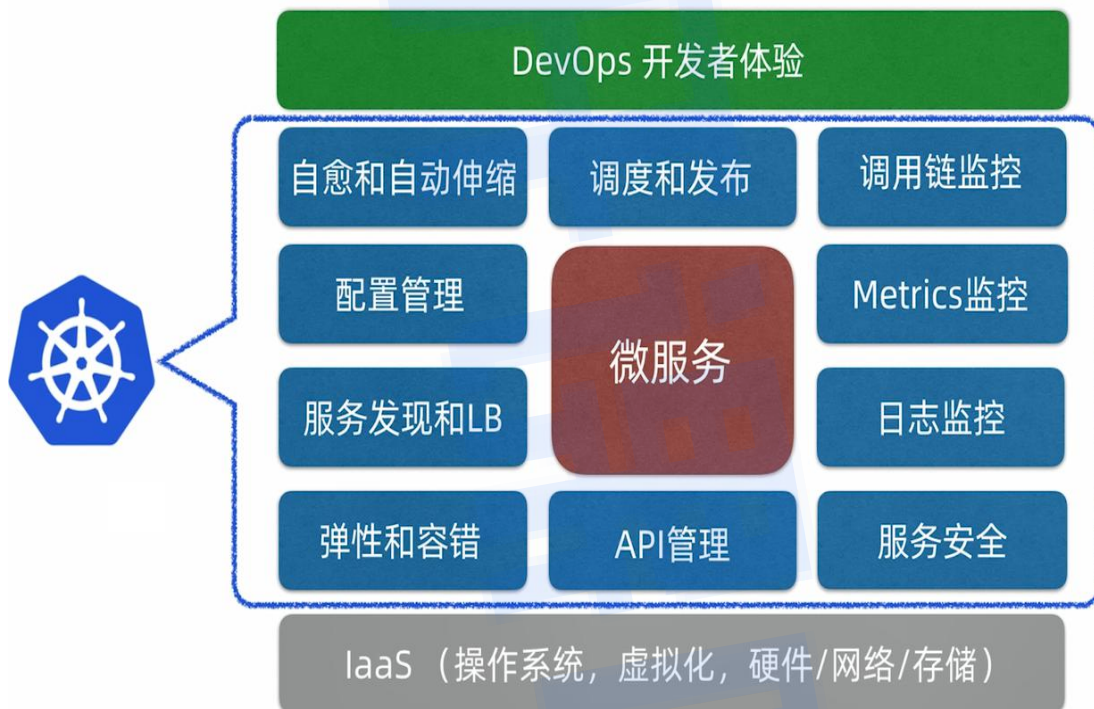 DevOps 开发者体验
自愈和自动伸缩
调度和发布
调用链监控
配置管理
微服务
Metrics监控
服务发现和LB
日志监控
弹性和容错
API管理
服务安全
IaaS（操作系统，虚拟化，硬件/网络/存储）